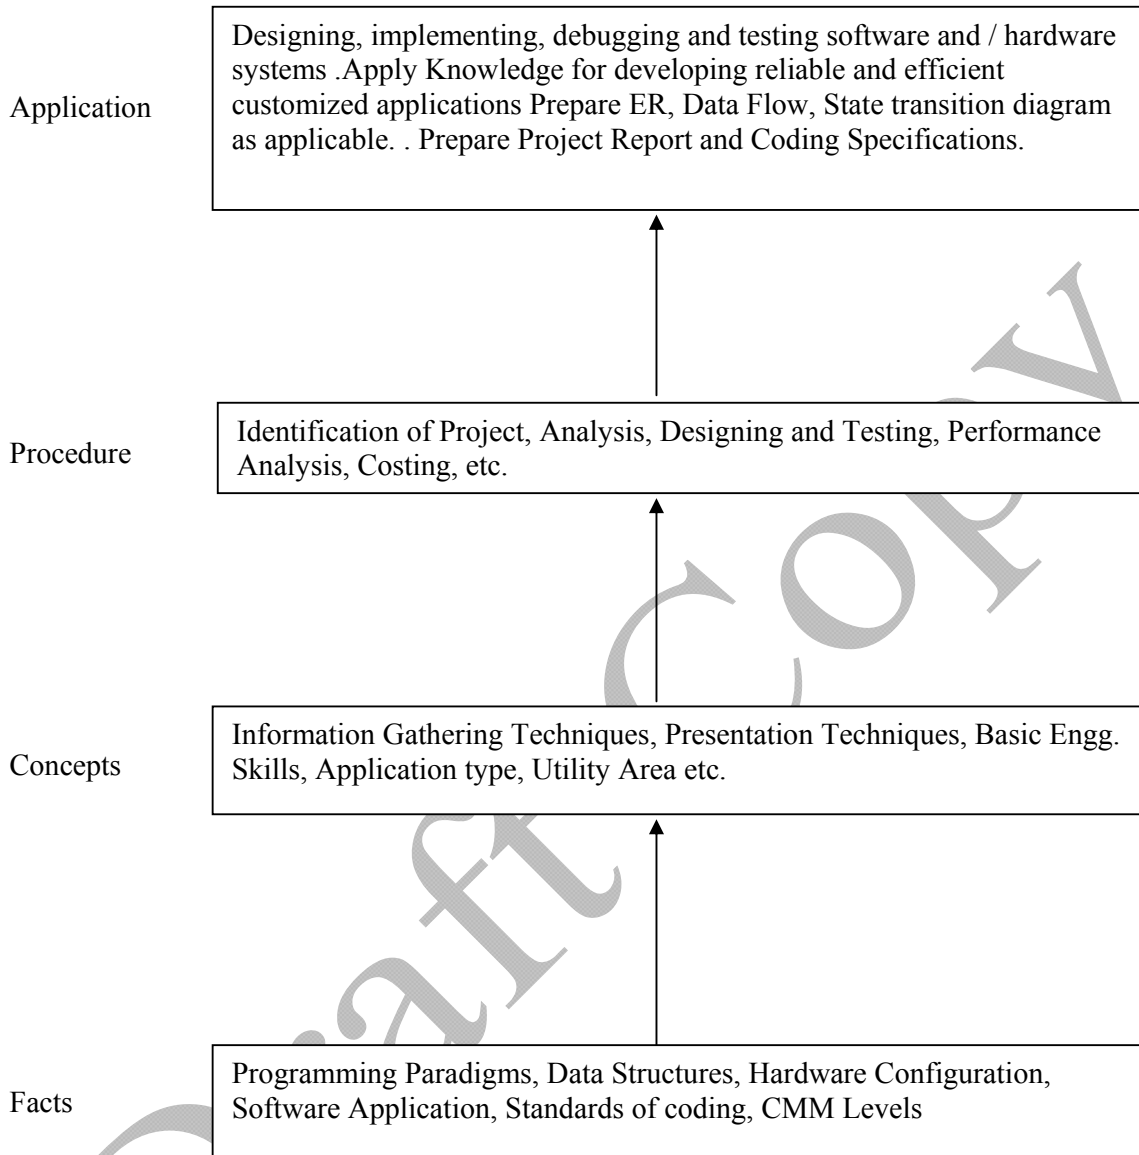 Application
Designing, implementing, debugging and testing software and / hardware
systems .Apply Knowledge for developing reliable and efficient
customized applications Prepare ER, Data Flow, State transition diagram
as applicable. . Prepare Project Report and Coding Specifications.
Procedure
Identification of Project, Analysis, Designing and Testing, Performance
Analysis, Costing, etc.
Concepts
Information Gathering Techniques, Presentation Techniques, Basic Engg.
Skills, Application type, Utility Area etc.
Facts
Programming Paradigms, Data Structures, Hardware Configuration,
Software Application, Standards of coding, CMM Levels
Draft Copy